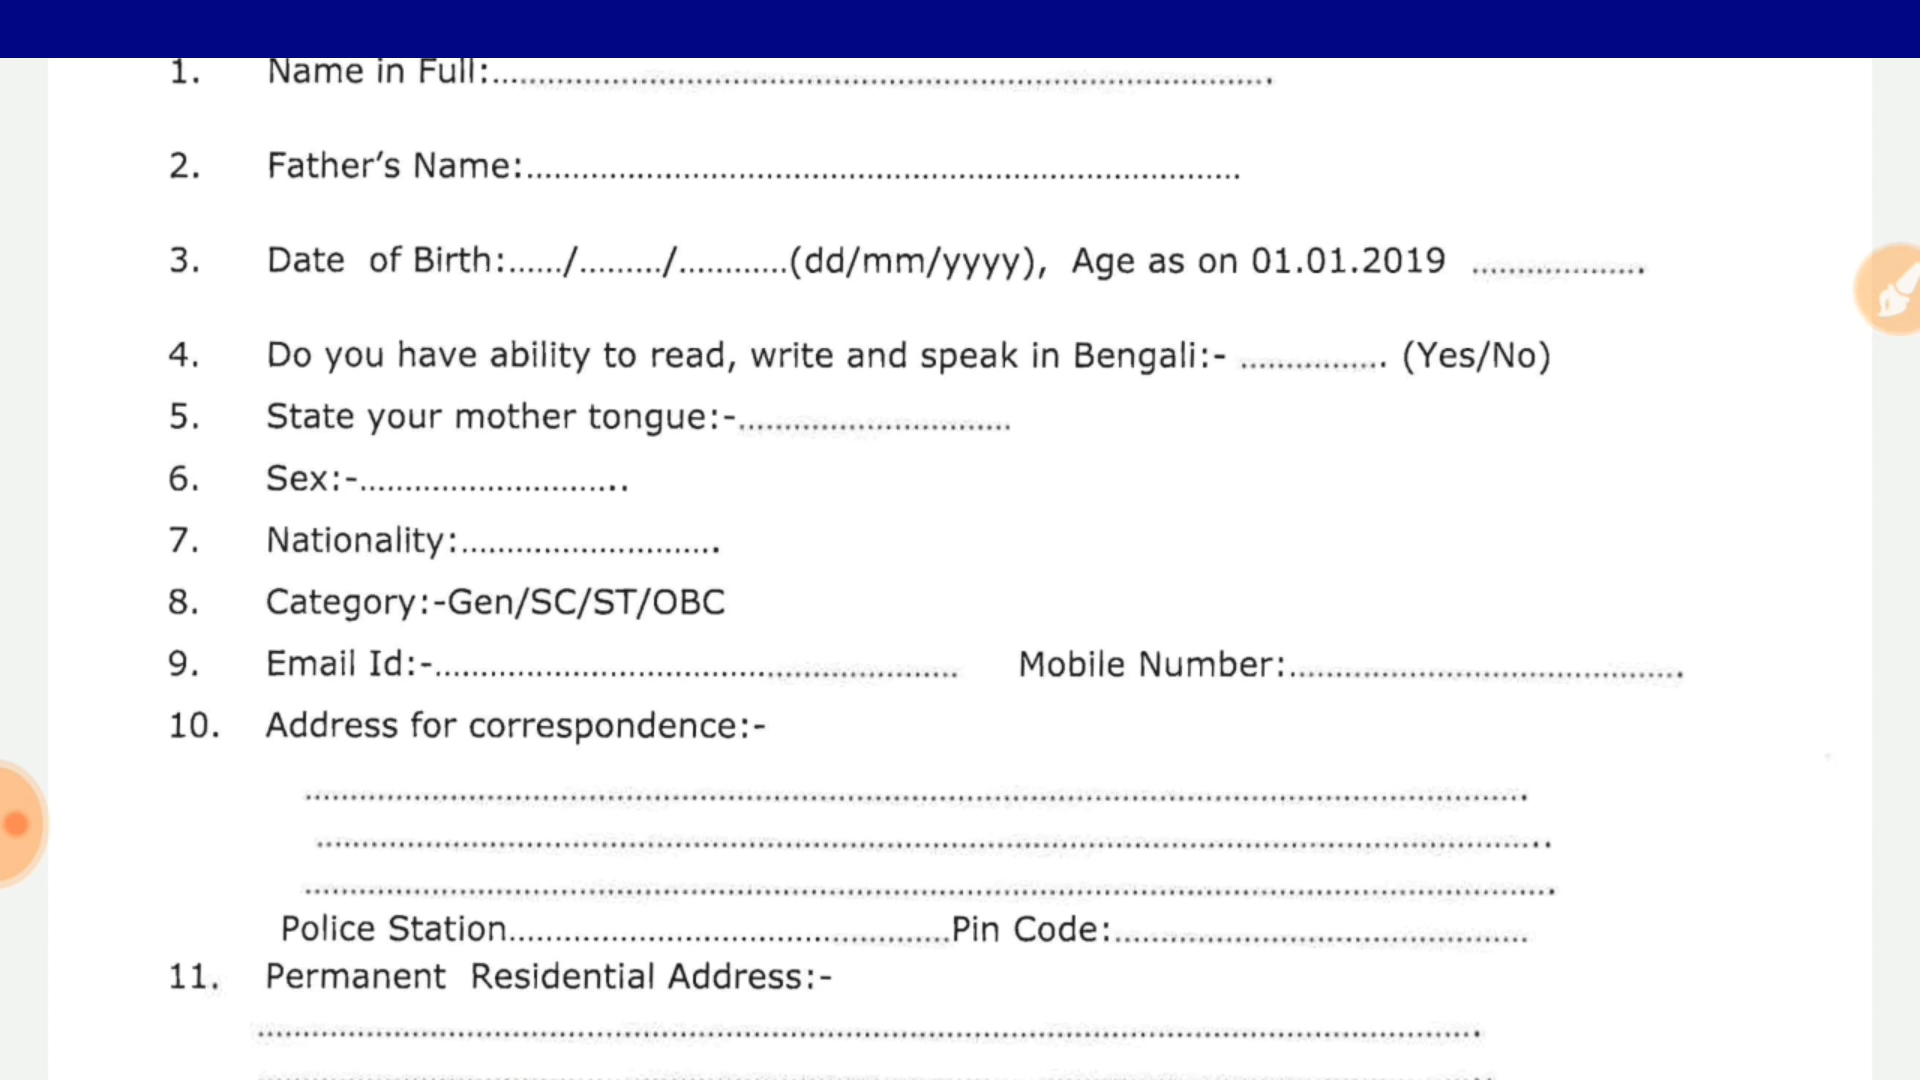 1. Name in Full:..........................................................................................
2. Father's Name:..................................................................................
3. Date of Birth:....../........./............(dd/mm/yyyy), Age as on 01.01.2019 ...................
4. Do you have ability to read, write and speak in Bengali:- ................ (Yes/No)
5. State your mother tongue:-..............................
6. Sex:-.............................
7. Nationality:.............................
8. Category:-Gen/SC/ST/OBC
9. Email Id:-........................................................... Mobile Number:............................................
10. Address for correspondence:-
..........................................................................................................................................
..........................................................................................................................................
..........................................................................................................................................
Police Station.................................................Pin Code:..............................................
11. Permanent Residential Address:-
..........................................................................................................................................
..........................................................................................................................................